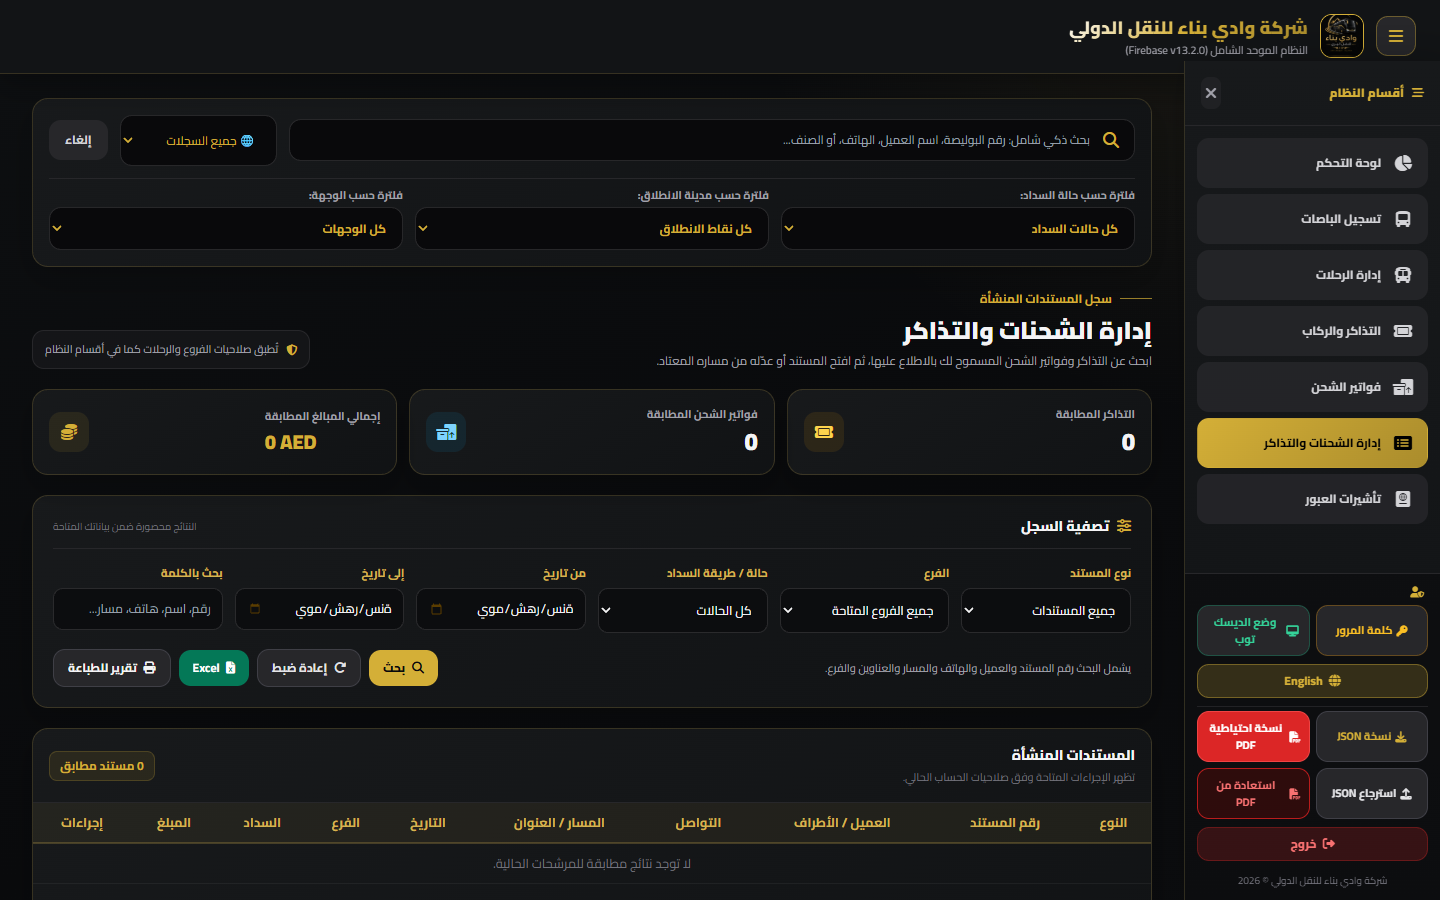 شركة وادي بناء للنقل الدولي
النظام الموحد الشامل (Firebase v13.2.0)
وادي بناء
أقسام النظام
لوحة التحكم
تسجيل الباصات
إدارة الرحلات
التذاكر والركاب
فواتير الشحن
إدارة الشحنات والتذاكر
تأشيرات العبور
كلمة المرور
وضع الديسك توب
English
نسخة JSON
نسخة احتياطية PDF
استرجاع JSON
استعادة من PDF
خروج
شركة وادي بناء للنقل الدولي © 2026
بحث ذكي شامل: رقم البوليصة، اسم العميل، الهاتف، أو الصنف...
جميع السجلات
إلغاء
فلترة حسب حالة السداد:
فلترة حسب مدينة الانطلاق:
فلترة حسب الوجهة:
كل حالات السداد
كل نقاط الانطلاق
كل الوجهات
سجل المستندات المنشأة
إدارة الشحنات والتذاكر
ابحث عن التذاكر وفواتير الشحن المسموح لك بالاطلاع عليها، ثم افتح المستند أو عدّله من مساره المعتاد.
تُطبق صلاحيات الفروع والرحلات كما في أقسام النظام
التذاكر المطابقة
0
فواتير الشحن المطابقة
0
إجمالي المبالغ المطابقة
0 AED
تصفية السجل
النتائج محصورة ضمن بياناتك المتاحة
نوع المستند
الفرع
حالة / طريقة السداد
من تاريخ
إلى تاريخ
بحث بالكلمة
جميع المستندات
جميع الفروع المتاحة
كل الحالات
ةنس/رهش/موي
ةنس/رهش/موي
رقم، اسم، هاتف، مسار...
يشمل البحث رقم المستند والعميل والهاتف والمسار والعناوين والفرع.
بحث
إعادة ضبط
Excel
تقرير للطباعة
المستندات المنشأة
تظهر الإجراءات المتاحة وفق صلاحيات الحساب الحالي.
0 مستند مطابق
النوع
رقم المستند
العميل / الأطراف
التواصل
المسار / العنوان
التاريخ
الفرع
السداد
المبلغ
إجراءات
لا توجد نتائج مطابقة للمرشحات الحالية.